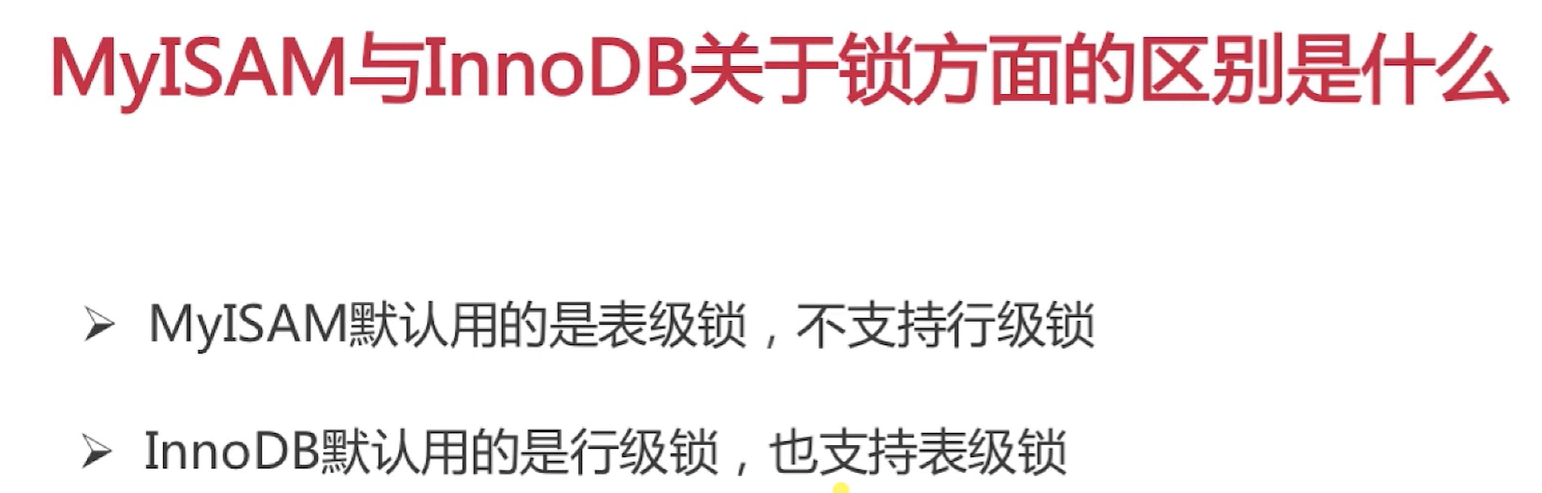 MyISAM与InnoDB关于锁方面的区别是什么
➢ MyISAM默认用的是表级锁，不支持行级锁
➢ InnoDB默认用的是行级锁，也支持表级锁